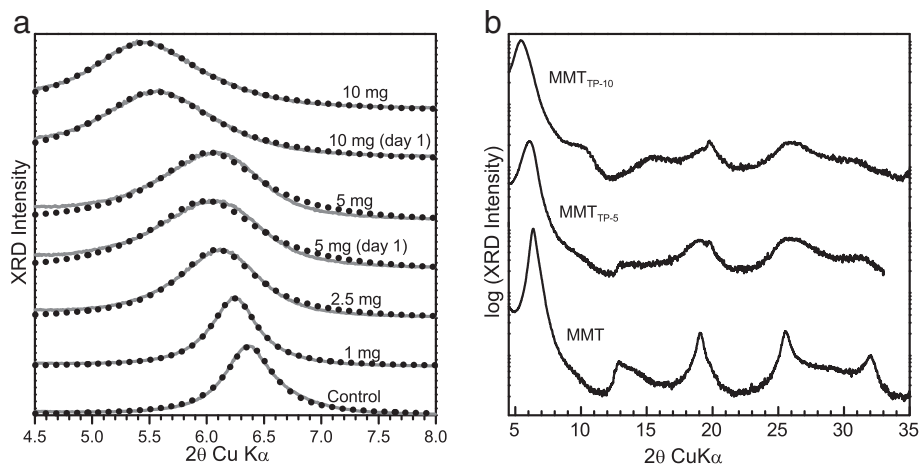 a
10 mg
10 mg (day 1)
5 mg
5 mg (day 1)
2.5 mg
1 mg
Control
XRD Intensity
4.5 5.0 5.5 6.0 6.5 7.0 7.5 8.0
2θ Cu Kα
b
MMT_TP-10
MMT_TP-5
MMT
log (XRD Intensity)
5 10 15 20 25 30 35
2θ CuKα